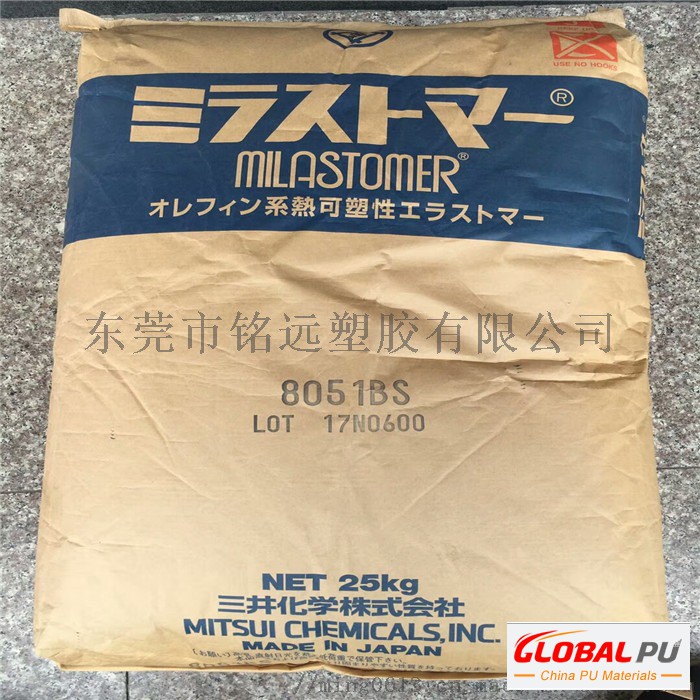 USE NO HOOKS
ミラストマー®
MILASTOMER®
オレフィン系熱可塑性エラストマー
东莞市铭远塑胶有限公司
8051BS
LOT 17N0600
NET 25kg
三井化学株式会社
MITSUI CHEMICALS, INC.
MADE IN JAPAN
GLOBAL PU
China PU Materials